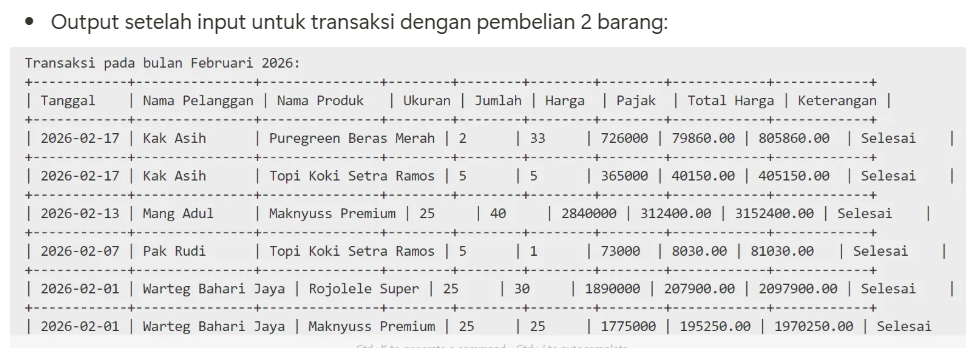 • Output setelah input untuk transaksi dengan pembelian 2 barang:
Transaksi pada bulan Februari 2026:
+------------+----------------+---------------+--------+--------+--------+--------+------------+------------+
| Tanggal    | Nama Pelanggan | Nama Produk   | Ukuran | Jumlah | Harga  | Pajak  | Total Harga | Keterangan |
+------------+----------------+---------------+--------+--------+--------+--------+------------+------------+
| 2026-02-17 | Kak Asih      | Puregreen Beras Merah | 2      | 33     | 726000 | 79860.00 | 805860.00  | Selesai    |
+------------+----------------+---------------+--------+--------+--------+--------+------------+------------+
| 2026-02-17 | Kak Asih      | Topi Koki Setra Ramos | 5      | 5      | 365000 | 40150.00 | 405150.00  | Selesai    |
+------------+----------------+---------------+--------+--------+--------+--------+------------+------------+
| 2026-02-13 | Mang Adul     | Maknyuss Premium | 25     | 40     | 2840000 | 312400.00 | 3152400.00 | Selesai    |
+------------+----------------+---------------+--------+--------+--------+--------+------------+------------+
| 2026-02-07 | Pak Rudi      | Topi Koki Setra Ramos | 5      | 1      | 73000  | 8030.00 | 81030.00   | Selesai    |
+------------+----------------+---------------+--------+--------+--------+--------+------------+------------+
| 2026-02-01 | Warteg Bahari Jaya | Rojolele Super | 25     | 30     | 1890000 | 207900.00 | 2097900.00 | Selesai    |
+------------+----------------+---------------+--------+--------+--------+--------+------------+------------+
| 2026-02-01 | Warteg Bahari Jaya | Maknyuss Premium | 25     | 25     | 1775000 | 195250.00 | 1970250.00 | Selesai